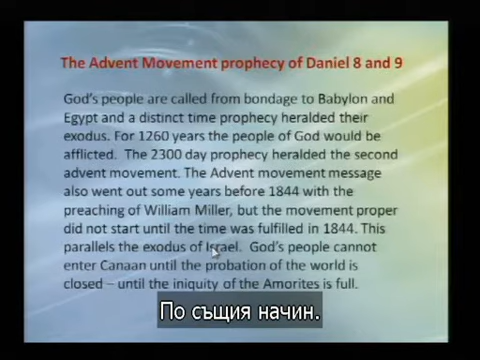 The Advent Movement prophecy of Daniel 8 and 9
God's people are called from bondage to Babylon and
Egypt and a distinct time prophecy heralded their
exodus. For 1260 years the people of God would be
afflicted. The 2300 day prophecy heralded the second
advent movement. The Advent movement message
also went out some years before 1844 with the
preaching of William Miller, but the movement proper
did not start until the time was fulfilled in 1844. This
parallels the exodus of Israel. God's people cannot
enter Canaan until the probation of the world is
closed – until the iniquity of the Amorites is full.
По същия начин.